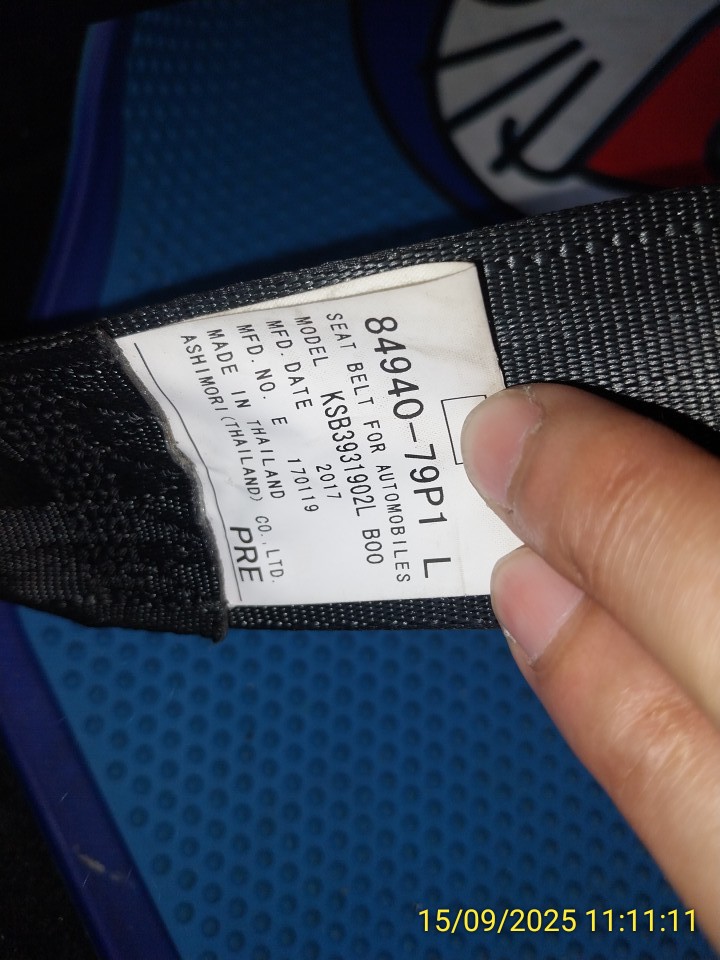 84940-79P1 L
SEAT BELT FOR AUTOMOBILES
MODEL KSB3931902L B00
MFD. DATE 2017
MFD. NO. E 170119
MADE IN THAILAND
ASHIMORI(THAILAND) CO.,LTD.
PRE
15/09/2025 11:11:11